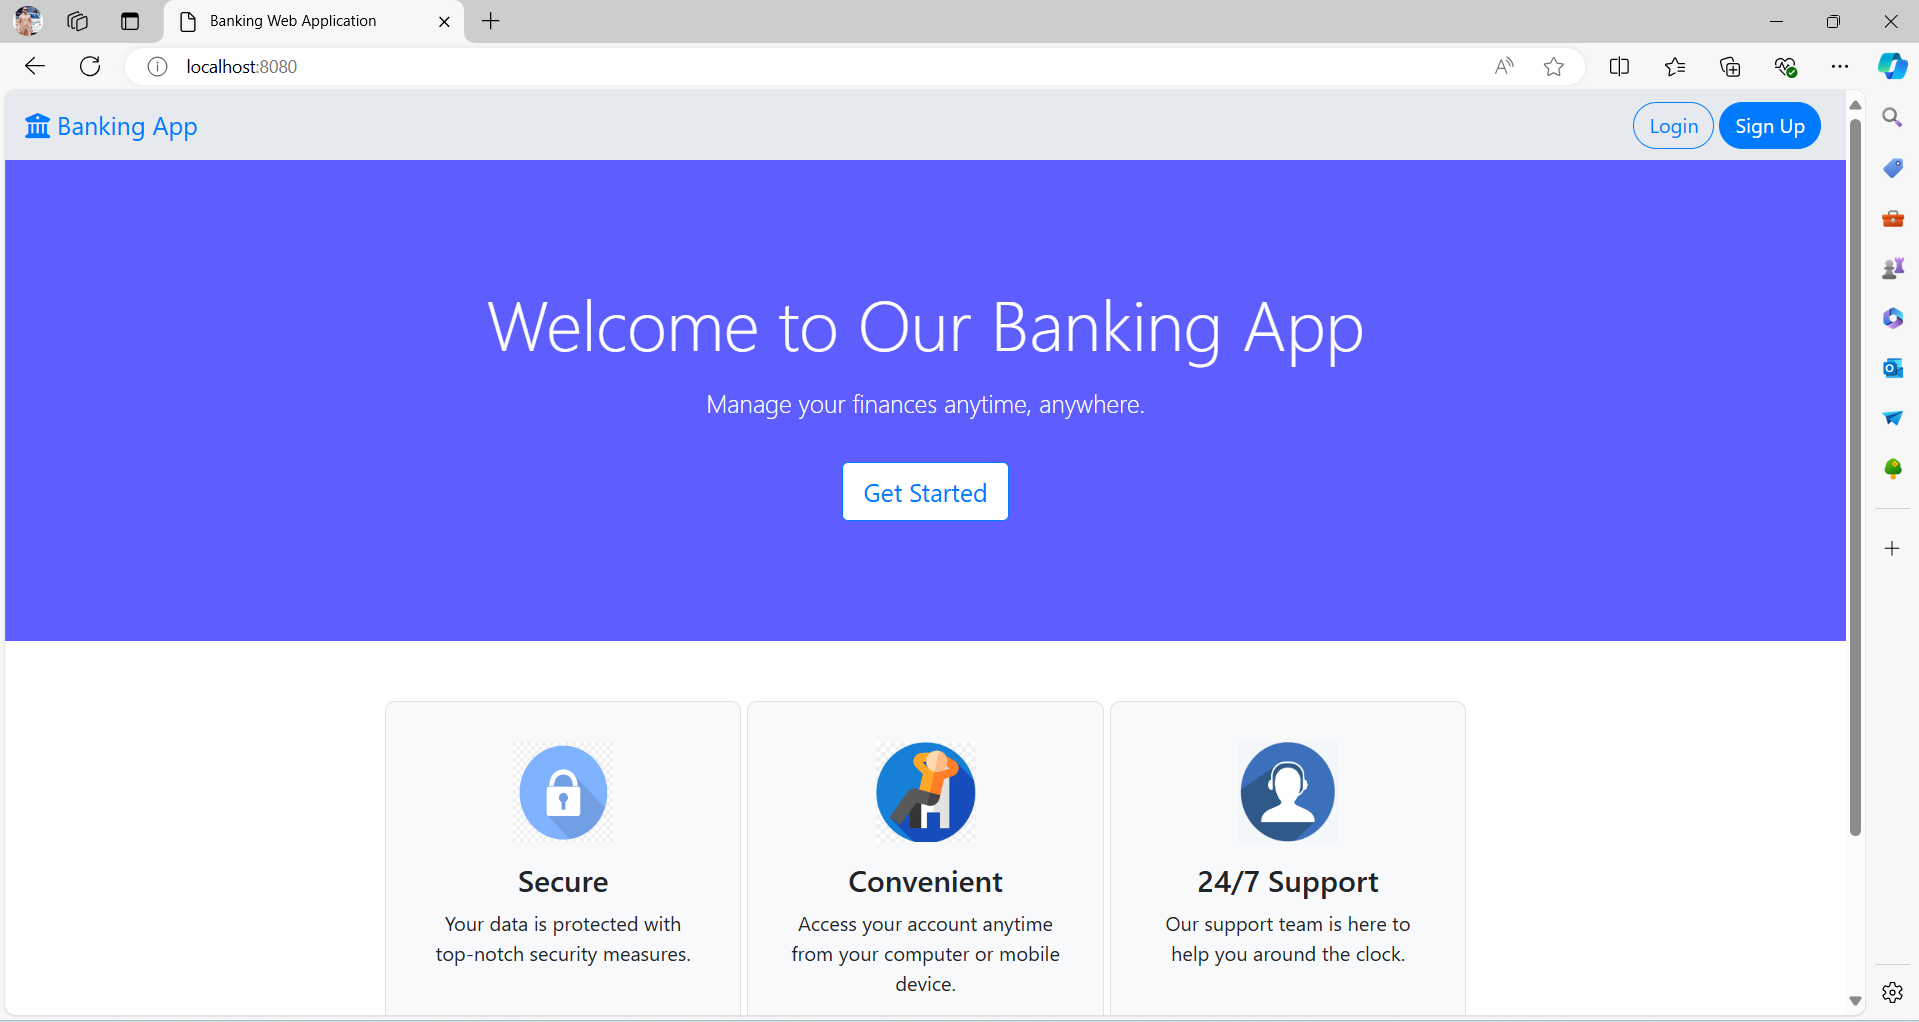 Banking Web Application
localhost:8080
Banking App
Login
Sign Up
Welcome to Our Banking App
Manage your finances anytime, anywhere.
Get Started
Secure
Your data is protected with
top-notch security measures.
Convenient
Access your account anytime
from your computer or mobile
device.
24/7 Support
Our support team is here to
help you around the clock.